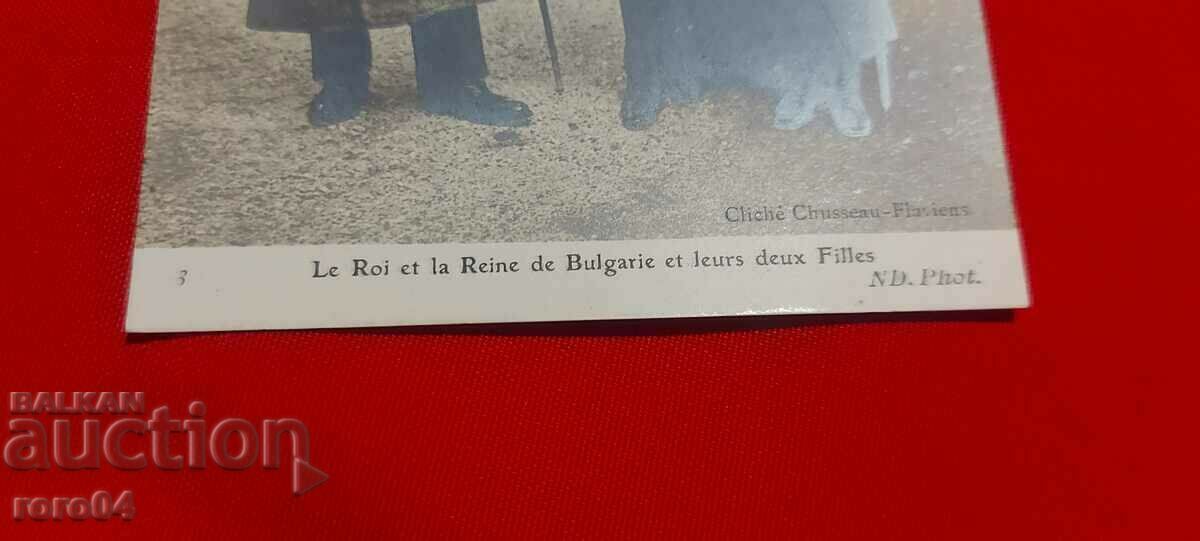 Cliché Chusseau-Flaviens
3 Le Roi et la Reine de Bulgarie et leurs deux Filles
ND. Phot.
BALKAN
auction
roro04